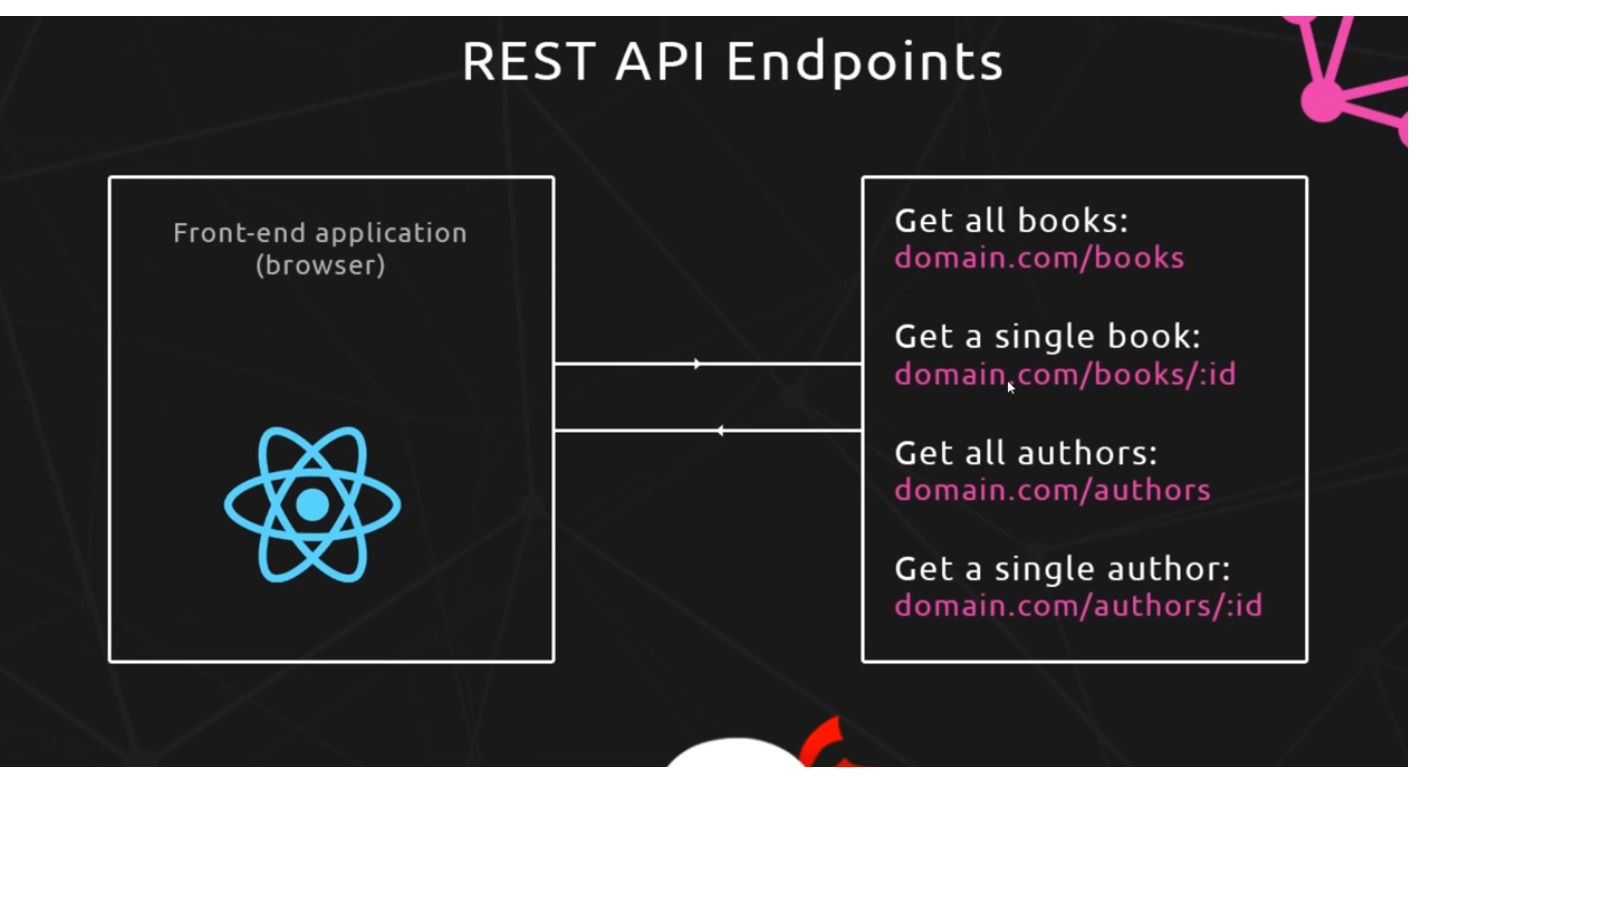 REST API Endpoints
Front-end application
(browser)
Get all books:
domain.com/books
Get a single book:
domain.com/books/:id
Get all authors:
domain.com/authors
Get a single author:
domain.com/authors/:id